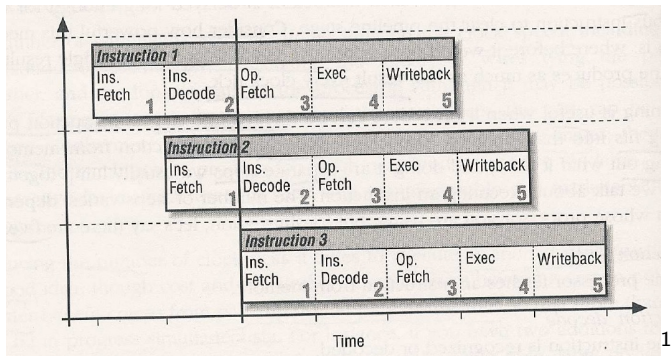 Instruction 1
Ins. Fetch 1 Ins. Decode 2 Op. Fetch 3 Exec 4 Writeback 5
Instruction 2
Ins. Fetch 1 Ins. Decode 2 Op. Fetch 3 Exec 4 Writeback 5
Instruction 3
Ins. Fetch 1 Ins. Decode 2 Op. Fetch 3 Exec 4 Writeback 5
Time
1